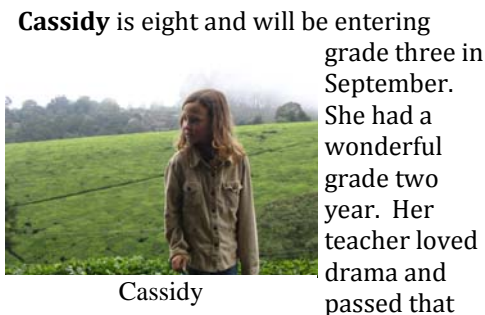 Cassidy is eight and will be entering
grade three in
September.
She had a
wonderful
grade two
year.  Her
teacher loved
drama and
passed that
Cassidy